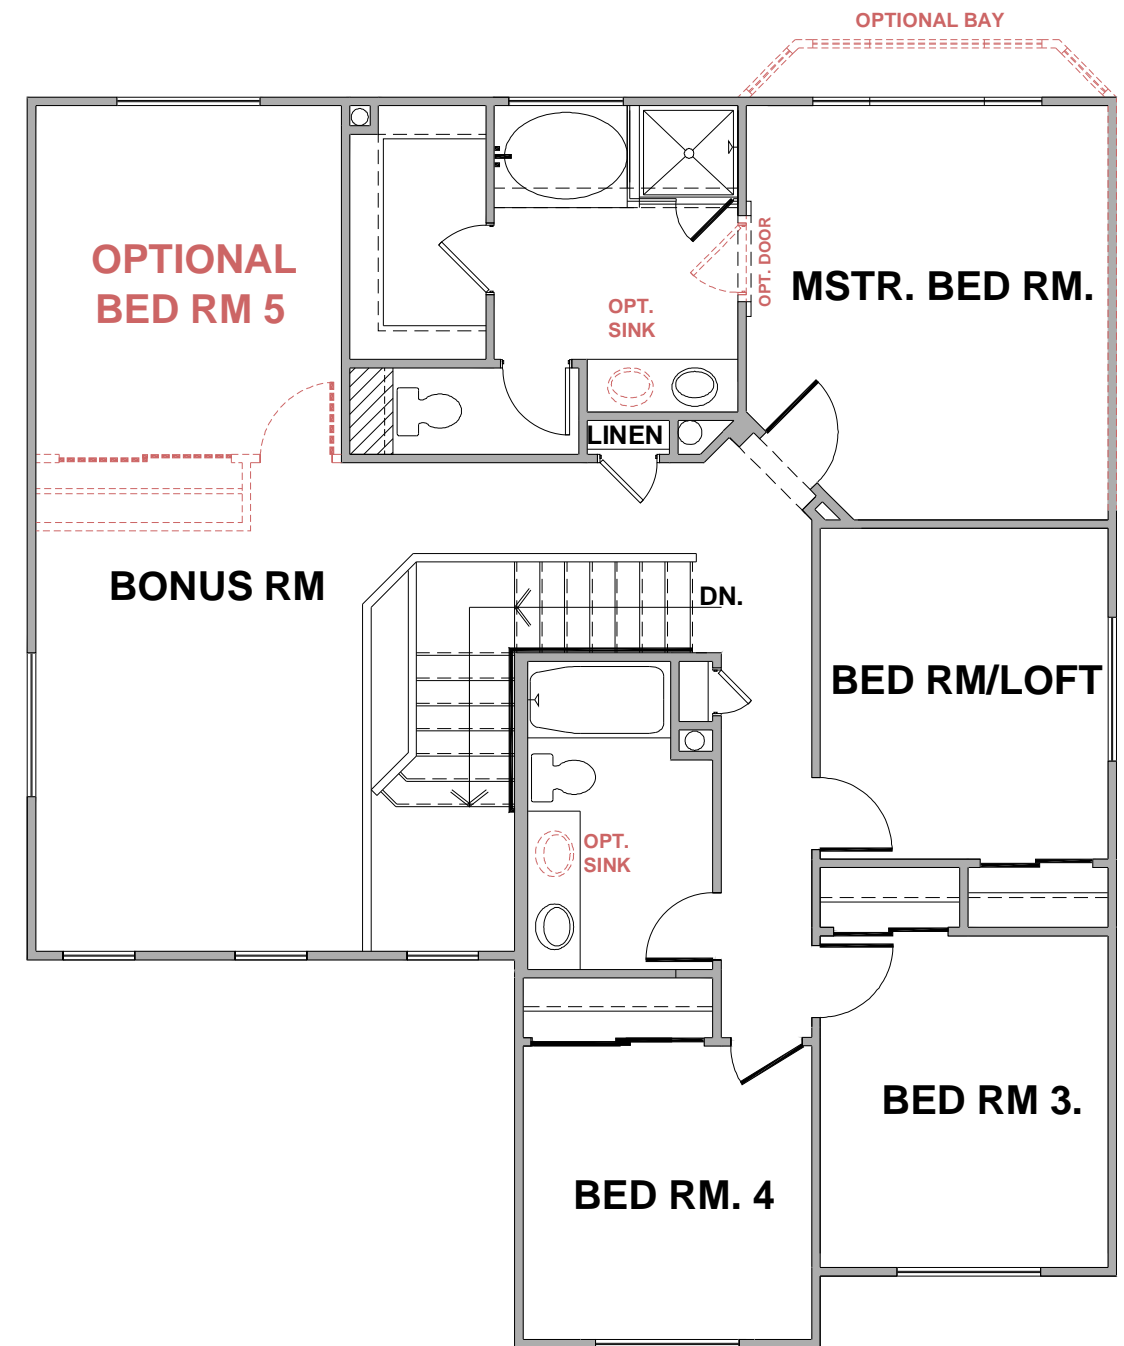 OPTIONAL BAY
OPTIONAL
BED RM 5
OPT. DOOR
MSTR. BED RM.
OPT.
SINK
LINEN
BONUS RM
DN.
BED RM/LOFT
OPT.
SINK
BED RM 3.
BED RM. 4